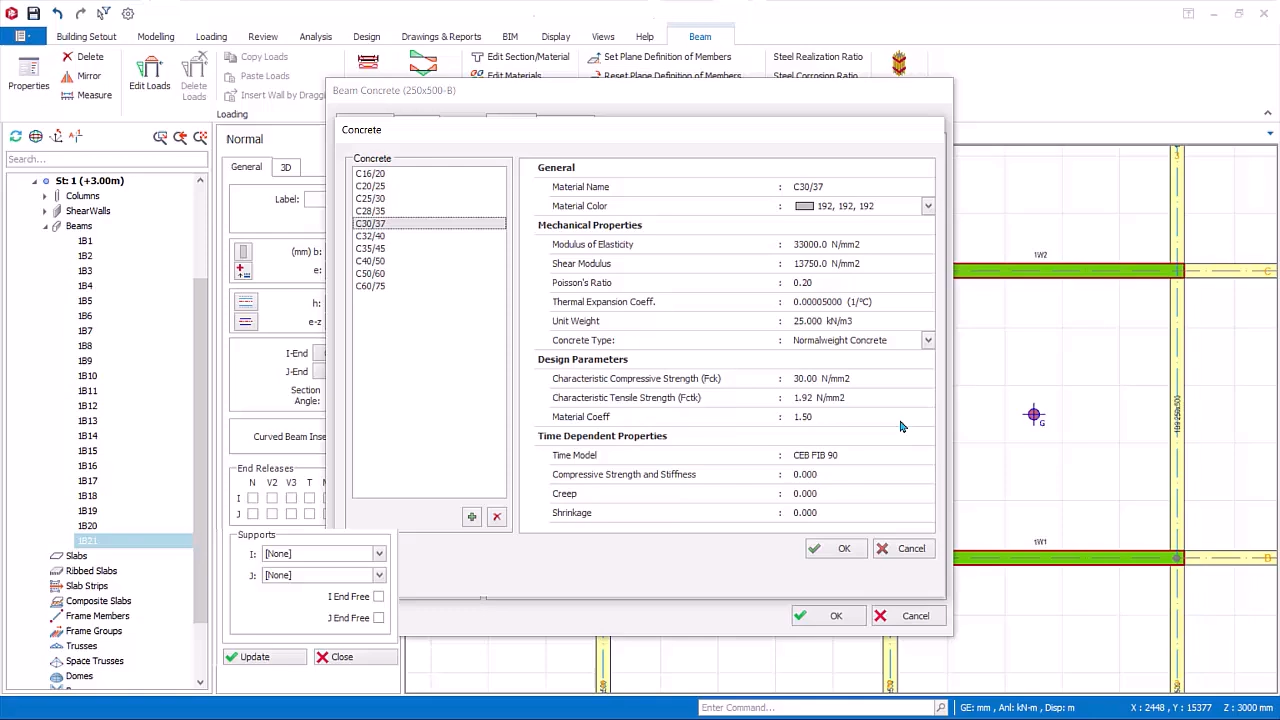 Building Setout Modelling Loading Review Analysis Design Drawings & Reports BIM Display Views Help Beam
Properties
Delete
Mirror
Measure
Edit Loads
Delete Loads
Copy Loads
Paste Loads
Insert Wall by Draggi
Loading
Edit Section/Material
Edit Materials
Set Plane Definition of Members
Reset Plane Definition of Members
Steel Realization Ratio
Steel Corrosion Ratio
Search...
St: 1 (+3.00m)
Columns
ShearWalls
Beams
1B1
1B2
1B3
1B4
1B5
1B6
1B7
1B8
1B9
1B10
1B11
1B12
1B13
1B14
1B15
1B16
1B17
1B18
1B19
1B20
1B21
Slabs
Ribbed Slabs
Slab Strips
Composite Slabs
Frame Members
Frame Groups
Trusses
Space Trusses
Domes
Normal
General 3D
Label:
(mm) b:
e:
h:
e-z
I-End
J-End
Section
Angle:
Curved Beam Inse
End Releases
N V2 V3 T M
I
J
Supports
I: [None]
J: [None]
I End Free
J End Free
Update Close
Beam Concrete (250x500-B)
Concrete
Concrete
C16/20
C20/25
C25/30
C28/35
C30/37
C32/40
C35/45
C40/50
C50/60
C60/75
General
Material Name : C30/37
Material Color : 192, 192, 192
Mechanical Properties
Modulus of Elasticity : 33000.0 N/mm2
Shear Modulus : 13750.0 N/mm2
Poisson's Ratio : 0.20
Thermal Expansion Coeff. : 0.00005000 (1/°C)
Unit Weight : 25.000 kN/m3
Concrete Type: : Normalweight Concrete
Design Parameters
Characteristic Compressive Strength (Fck) : 30.00 N/mm2
Characteristic Tensile Strength (Fctk) : 1.92 N/mm2
Material Coeff : 1.50
Time Dependent Properties
Time Model : CEB FIB 90
Compressive Strength and Stiffness : 0.000
Creep : 0.000
Shrinkage : 0.000
OK Cancel
OK Cancel
3
1W2
C
G
1W1
D
Enter Command...
GE: mm , Anl: kN-m , Disp: m
X : 2448 , Y : 15377
Z : 3000 mm